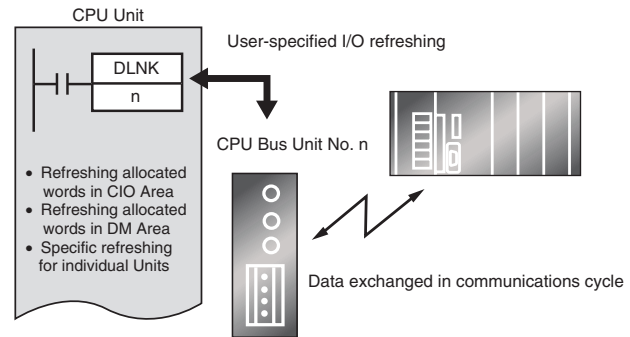 CPU Unit
User-specified I/O refreshing
DLNK
n
CPU Bus Unit No. n
• Refreshing allocated
words in CIO Area
• Refreshing allocated
words in DM Area
• Specific refreshing
for individual Units
Data exchanged in communications cycle